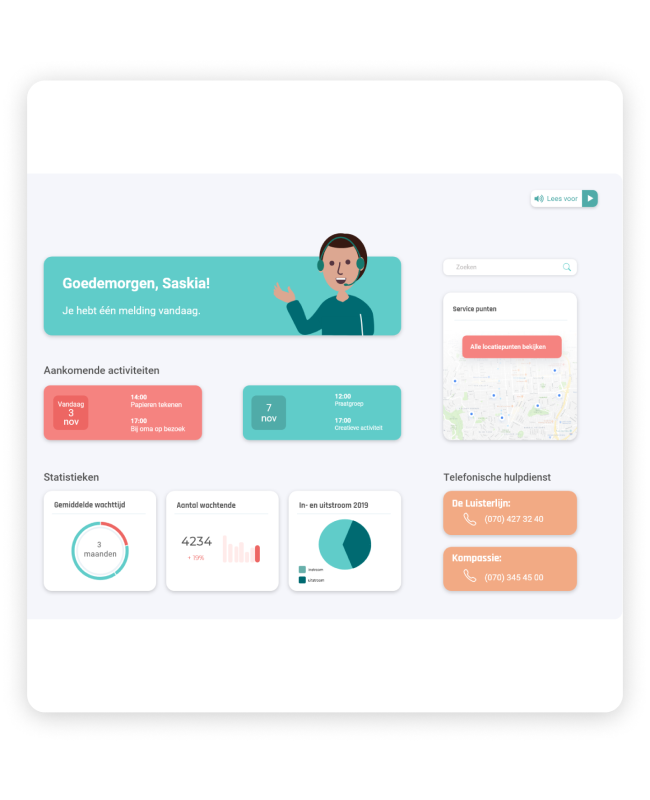 Lees voor
Goedemorgen, Saskia!
Je hebt één melding vandaag.
Zoeken
Service punten
Alle locatiepunten bekijken
Aankomende activiteiten
Vandaag
3
nov
14:00
Papieren tekenen
17:00
Bij oma op bezoek
7
nov
12:00
Praatgroep
17:00
Creatieve activiteit
Statistieken
Gemiddelde wachttijd
3
maanden
Aantal wachtende
4234
+ 19%
In- en uitstroom 2019
instroom
uitstroom
Telefonische hulpdienst
De Luisterlijn:
(070) 427 32 40
Kompassie:
(070) 345 45 00